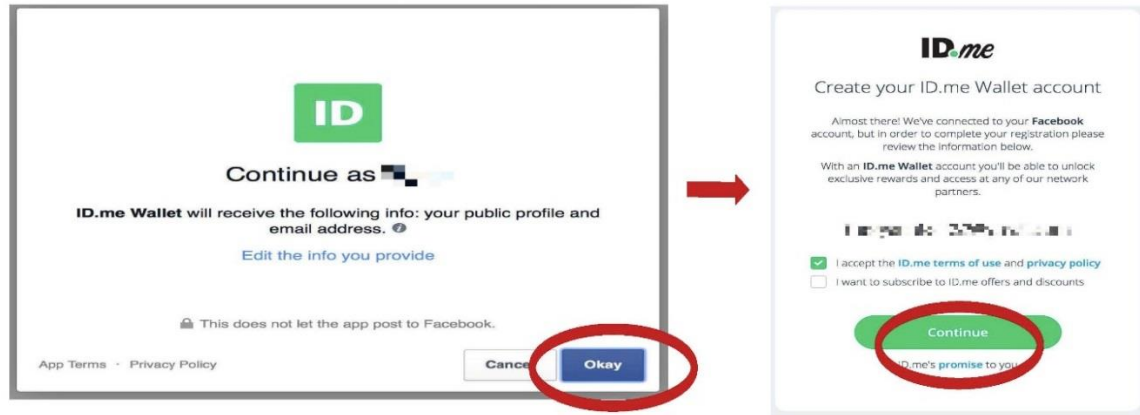 ID
Continue as
ID.me Wallet will receive the following info: your public profile and
email address.
Edit the info you provide
This does not let the app post to Facebook.
App Terms · Privacy Policy
Cance
Okay
ID.me
Create your ID.me Wallet account
Almost there! We've connected to your Facebook
account, but in order to complete your registration please
review the information below.
With an ID.me Wallet account you'll be able to unlock
exclusive rewards and access at any of our network
partners.
I accept the ID.me terms of use and privacy policy
I want to subscribe to ID.me offers and discounts
Continue
ID.me's promise to you